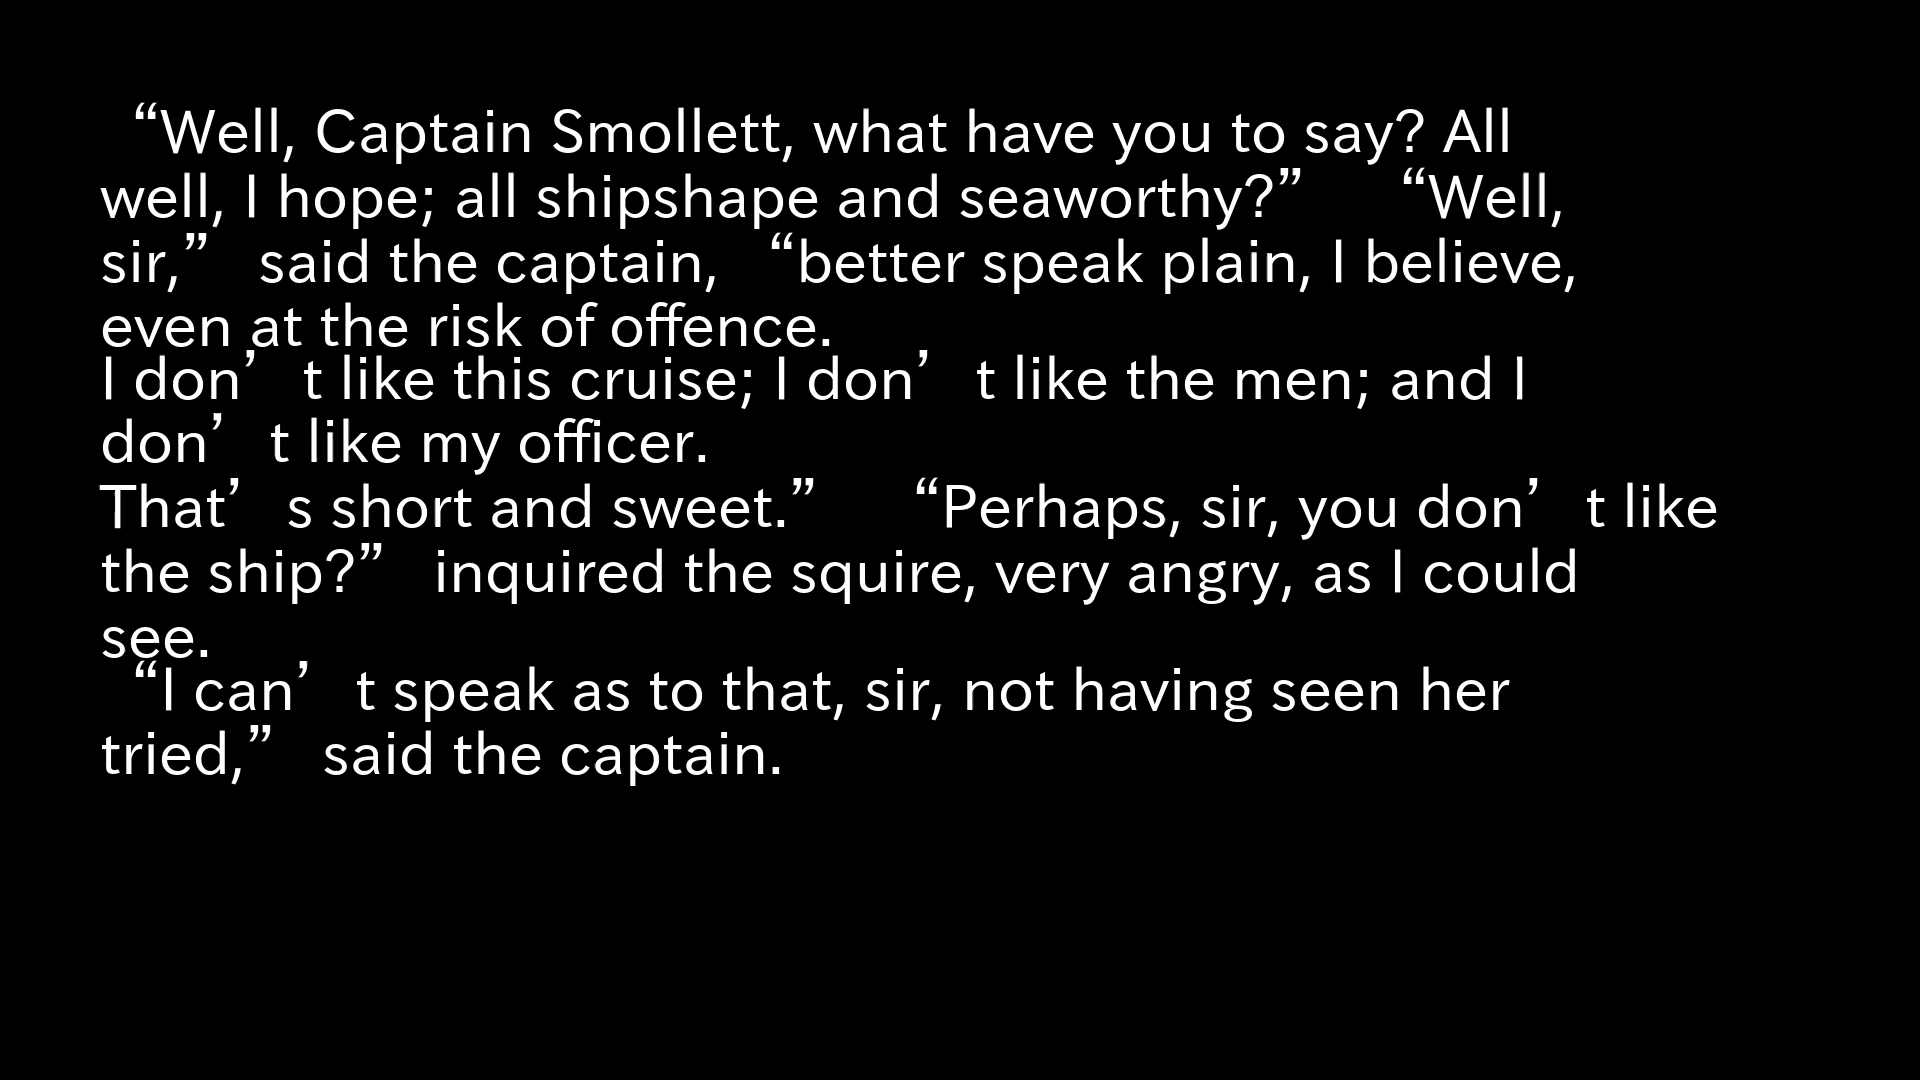 “Well, Captain Smollett, what have you to say? All
well, I hope; all shipshape and seaworthy?” “Well,
sir,” said the captain, “better speak plain, I believe,
even at the risk of offence.
I don’t like this cruise; I don’t like the men; and I
don’t like my officer.
That’s short and sweet.” “Perhaps, sir, you don’t like
the ship?” inquired the squire, very angry, as I could
see.
“I can’t speak as to that, sir, not having seen her
tried,” said the captain.